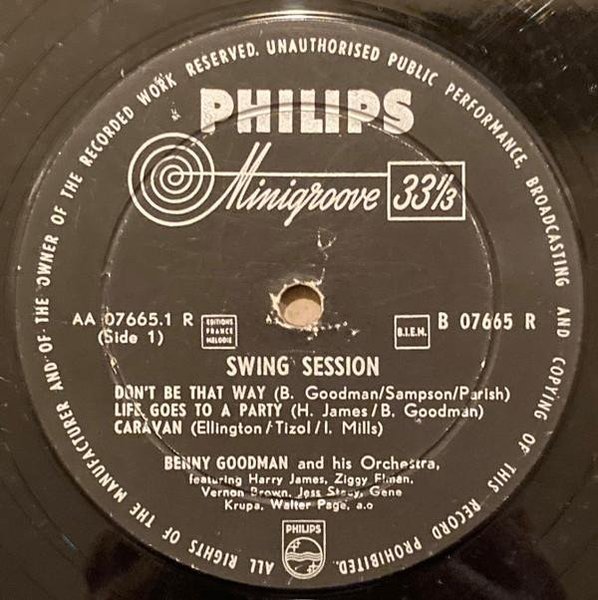 ALL RIGHTS OF THE MANUFACTURER AND OF THE OWNER OF THE RECORDED WORK RESERVED. UNAUTHORISED PUBLIC PERFORMANCE, BROADCASTING AND COPYING OF THIS RECORD PROHIBITED.
PHILIPS
Minigroove 33 1/3
AA 07665.1 R
(Side 1)
EDITIONS
FRANCE
MELODIE
B.I.E.M.
B 07665 R
SWING SESSION
DON'T BE THAT WAY (B. Goodman/Sampson/Parish)
LIFE GOES TO A PARTY (H. James/B. Goodman)
CARAVAN (Ellington/Tizol/I. Mills)
BENNY GOODMAN and his Orchestra,
featuring Harry James, Ziggy Elman,
Vernon Brown, Jess Stacy, Gene
Krupa, Walter Page, a.o
PHILIPS